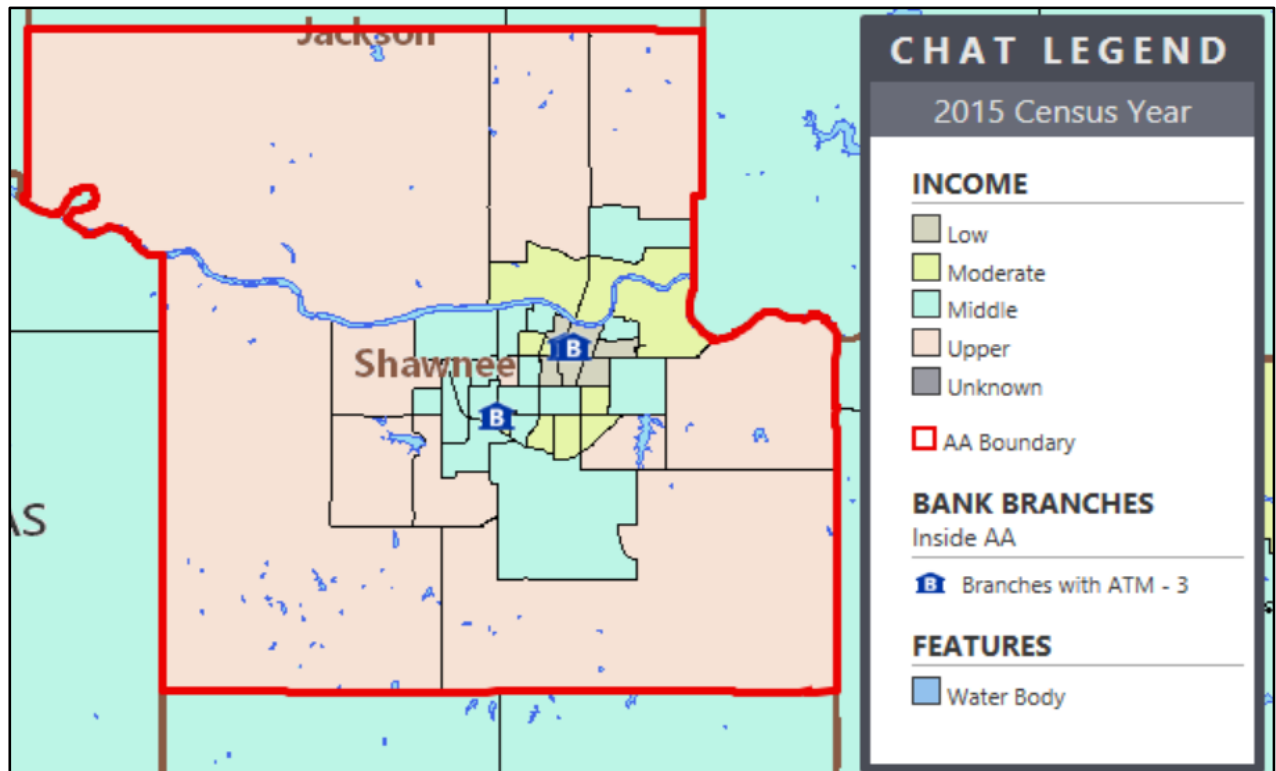 Jackson
Shawnee
B
B
AS
CHAT LEGEND
2015 Census Year
INCOME
Low
Moderate
Middle
Upper
Unknown
AA Boundary
BANK BRANCHES
Inside AA
B Branches with ATM - 3
FEATURES
Water Body